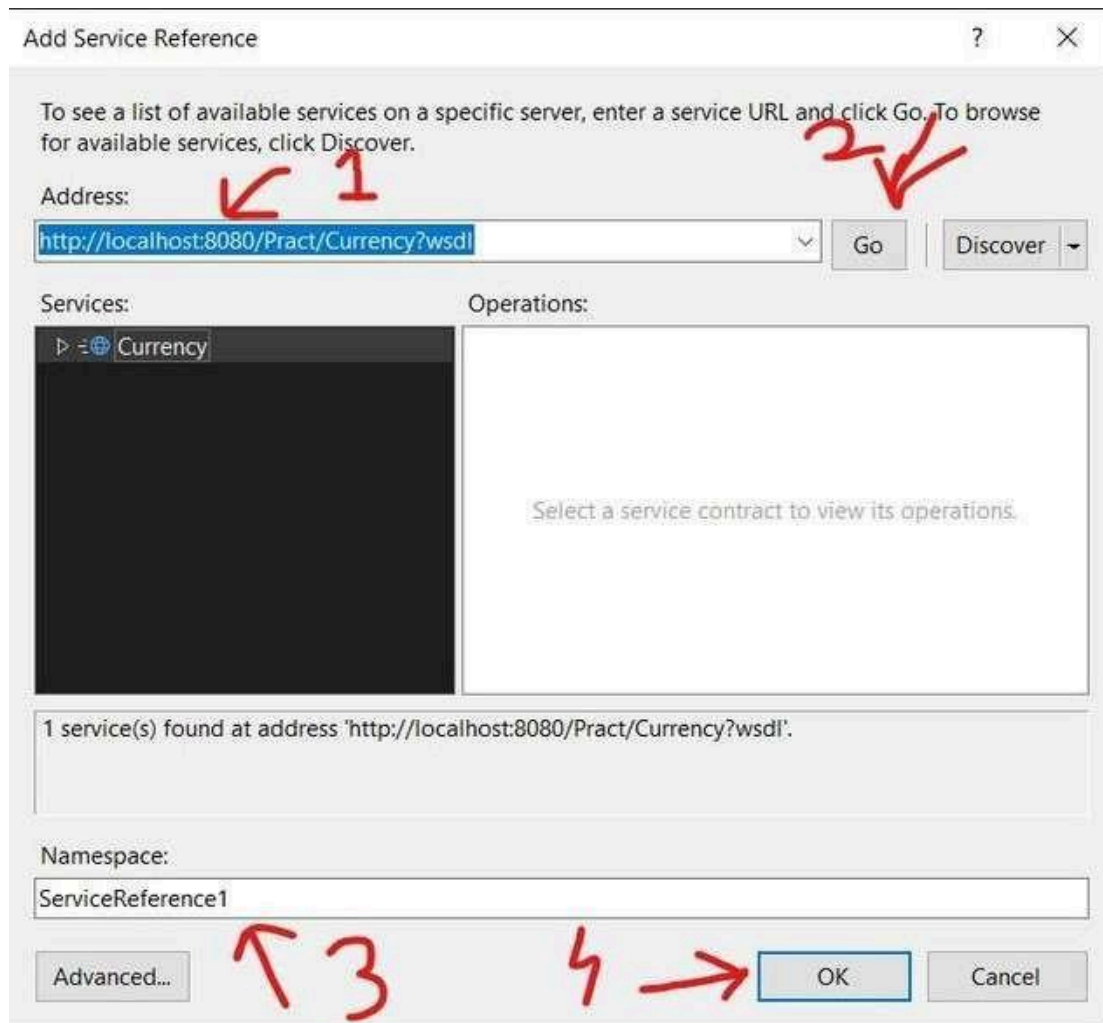 Add Service Reference
?
To see a list of available services on a specific server, enter a service URL and click Go. To browse
for available services, click Discover.
1
2
Address:
http://localhost:8080/Pract/Currency?wsdl
Go
Discover
Services:
Operations:
Currency
Select a service contract to view its operations.
1 service(s) found at address 'http://localhost:8080/Pract/Currency?wsdl'.
Namespace:
ServiceReference1
3
4
Advanced...
OK
Cancel